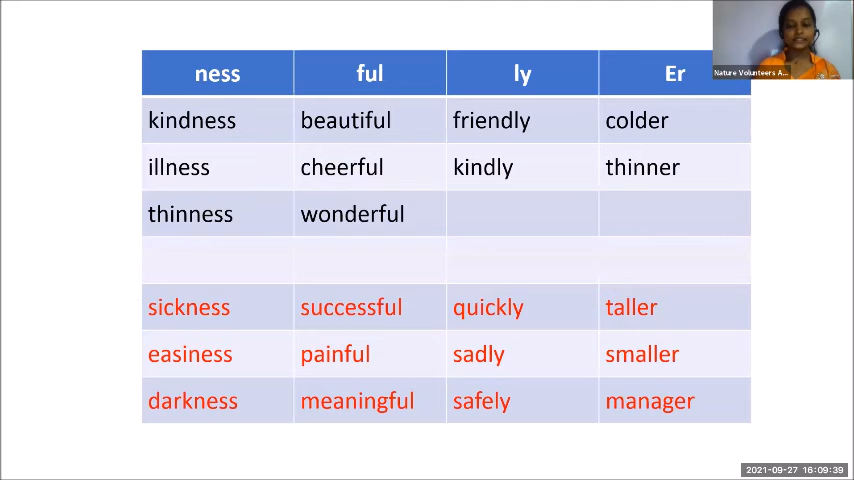 ness ful ly Er
Nature Volunteers A...
kindness beautiful friendly colder
illness cheerful kindly thinner
thinness wonderful
sickness successful quickly taller
easiness painful sadly smaller
darkness meaningful safely manager
2021-09-27 16:09:39